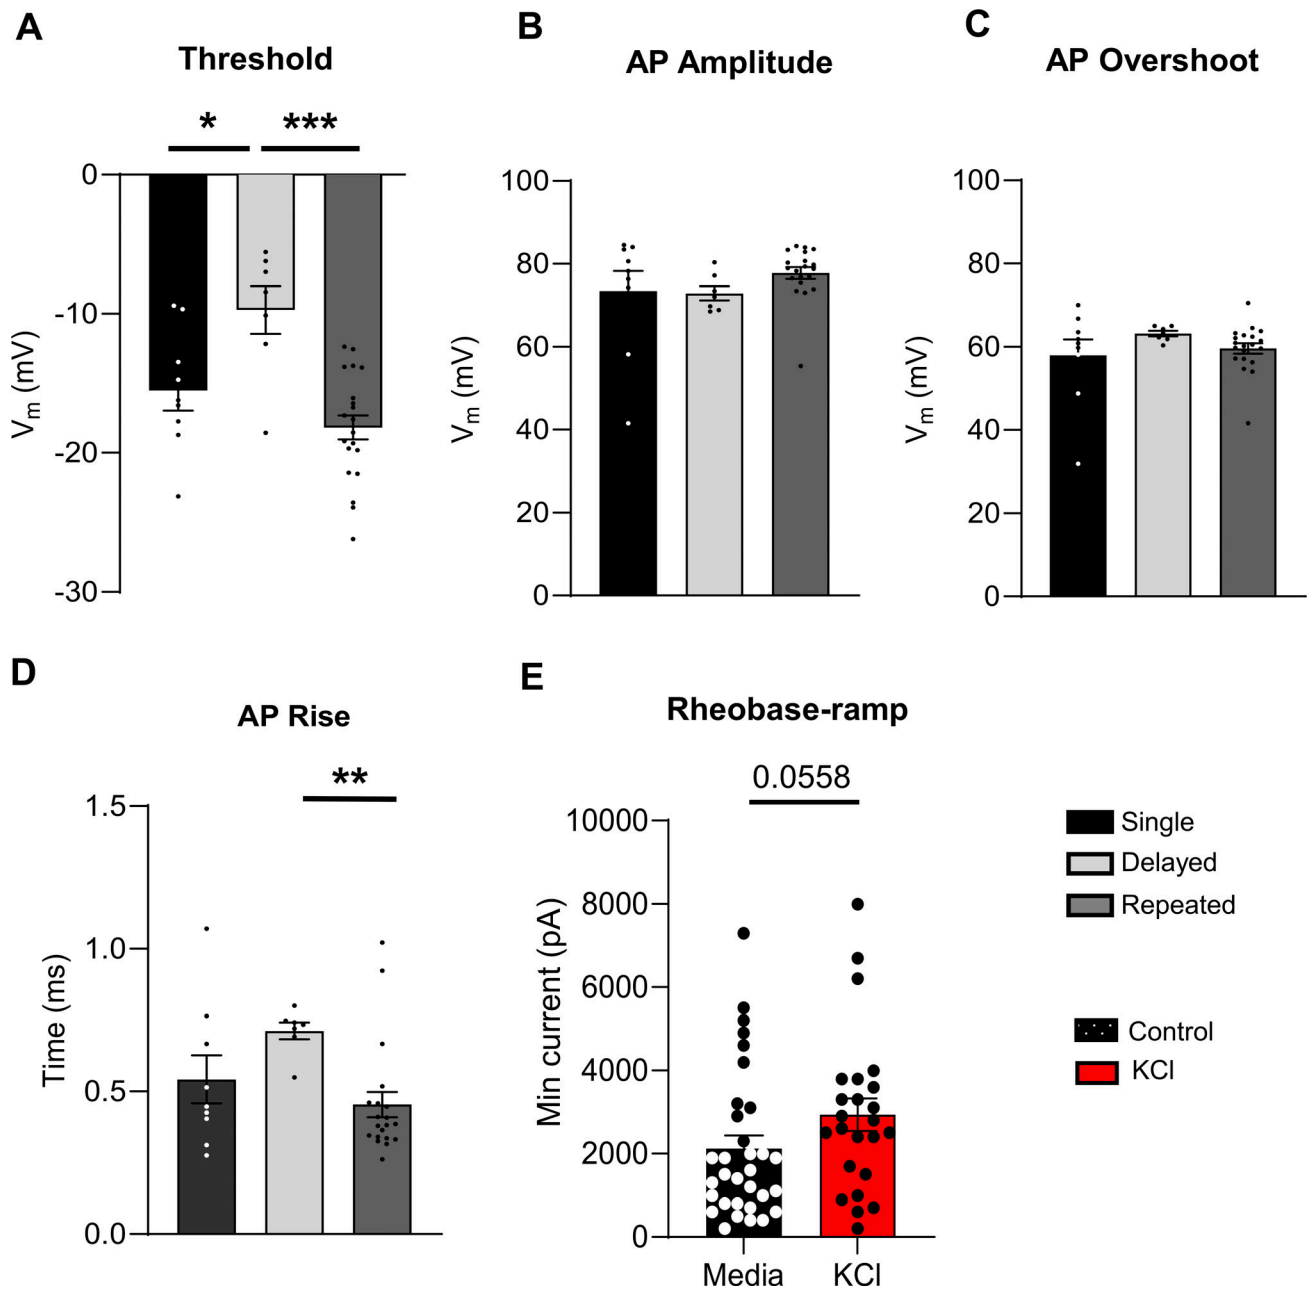 A
Threshold
* ***
0
-10
-20
-30
Vm (mV)
B
AP Amplitude
100
80
60
40
20
0
Vm (mV)
C
AP Overshoot
100
80
60
40
20
0
Vm (mV)
D
AP Rise
**
1.5
1.0
0.5
0.0
Time (ms)
E
Rheobase-ramp
0.0558
10000
8000
6000
4000
2000
0
Min current (pA)
Media KCl
Single
Delayed
Repeated
Control
KCl